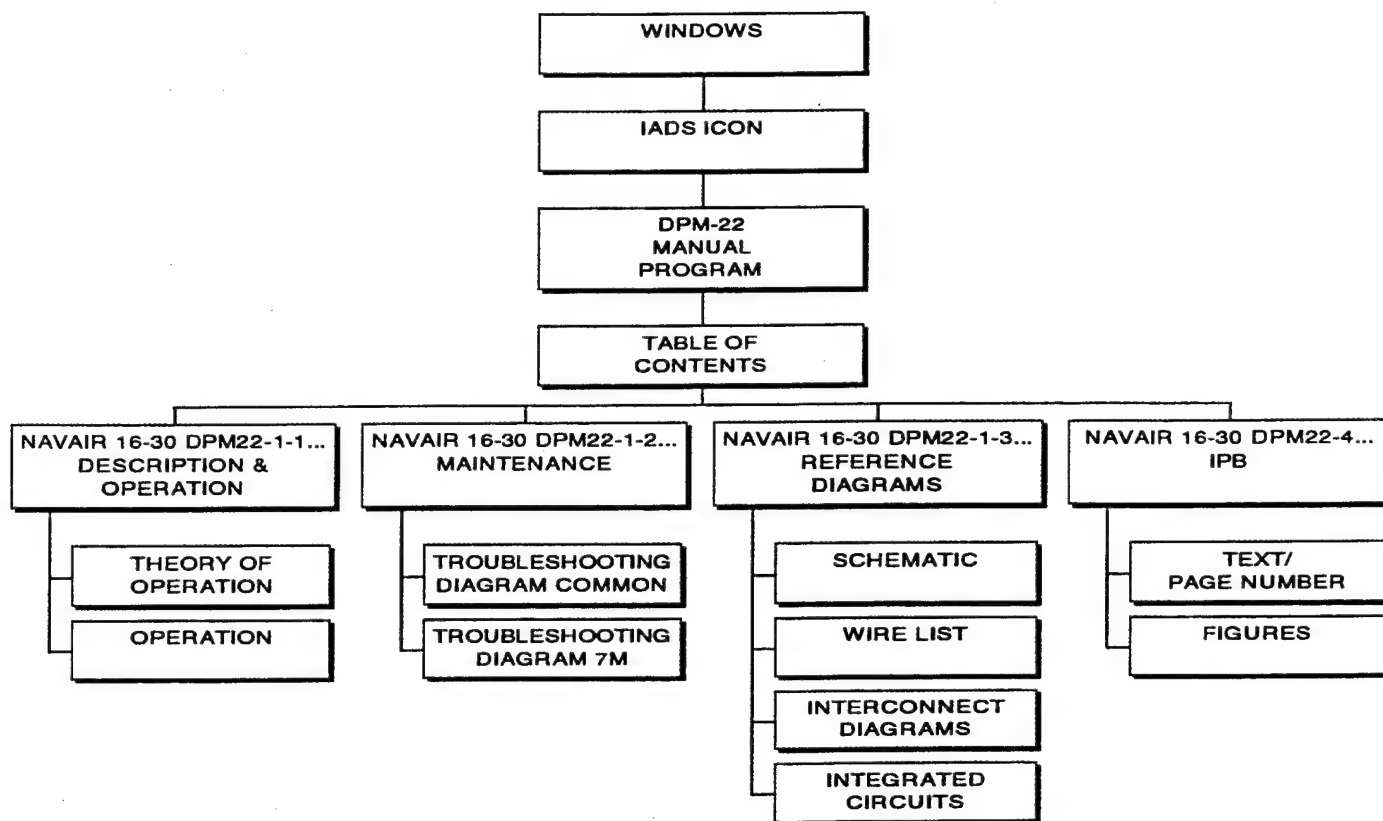 WINDOWS
IADS ICON
DPM-22
MANUAL
PROGRAM
TABLE OF
CONTENTS
NAVAIR 16-30 DPM22-1-1...
DESCRIPTION &
OPERATION
THEORY OF
OPERATION
OPERATION
NAVAIR 16-30 DPM22-1-2...
MAINTENANCE
TROUBLESHOOTING
DIAGRAM COMMON
TROUBLESHOOTING
DIAGRAM 7M
NAVAIR 16-30 DPM22-1-3...
REFERENCE
DIAGRAMS
SCHEMATIC
WIRE LIST
INTERCONNECT
DIAGRAMS
INTEGRATED
CIRCUITS
NAVAIR 16-30 DPM22-4...
IPB
TEXT/
PAGE NUMBER
FIGURES